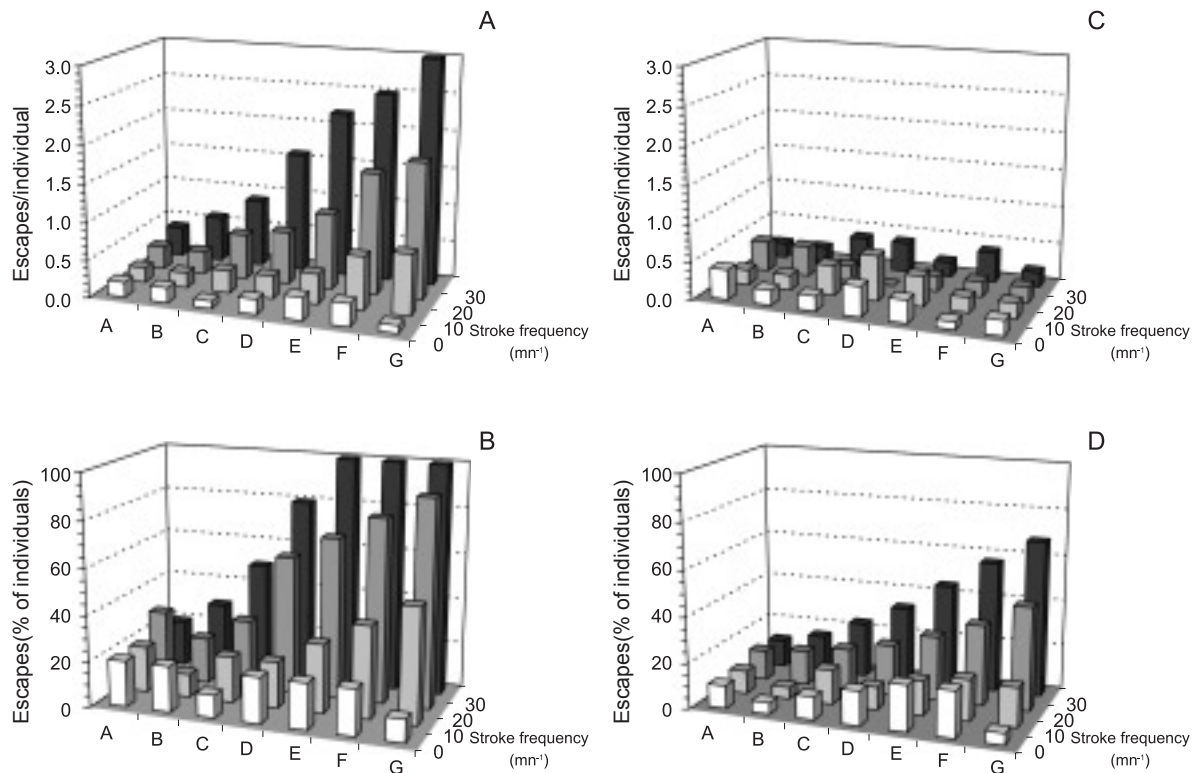 A
3.0
2.5
2.0
1.5
1.0
0.5
0.0
Escapes/individual
A
B
C
D
E
F
G
0
10
20
30
Stroke frequency
(mn-1)
C
3.0
2.5
2.0
1.5
1.0
0.5
0.0
Escapes/individual
A
B
C
D
E
F
G
0
10
20
30
Stroke frequency
(mn-1)
B
100
80
60
40
20
0
Escapes(% of individuals)
A
B
C
D
E
F
G
0
10
20
30
Stroke frequency
(mn-1)
D
100
80
60
40
20
0
Escapes(% of individuals)
A
B
C
D
E
F
G
0
10
20
30
Stroke frequency
(mn-1)